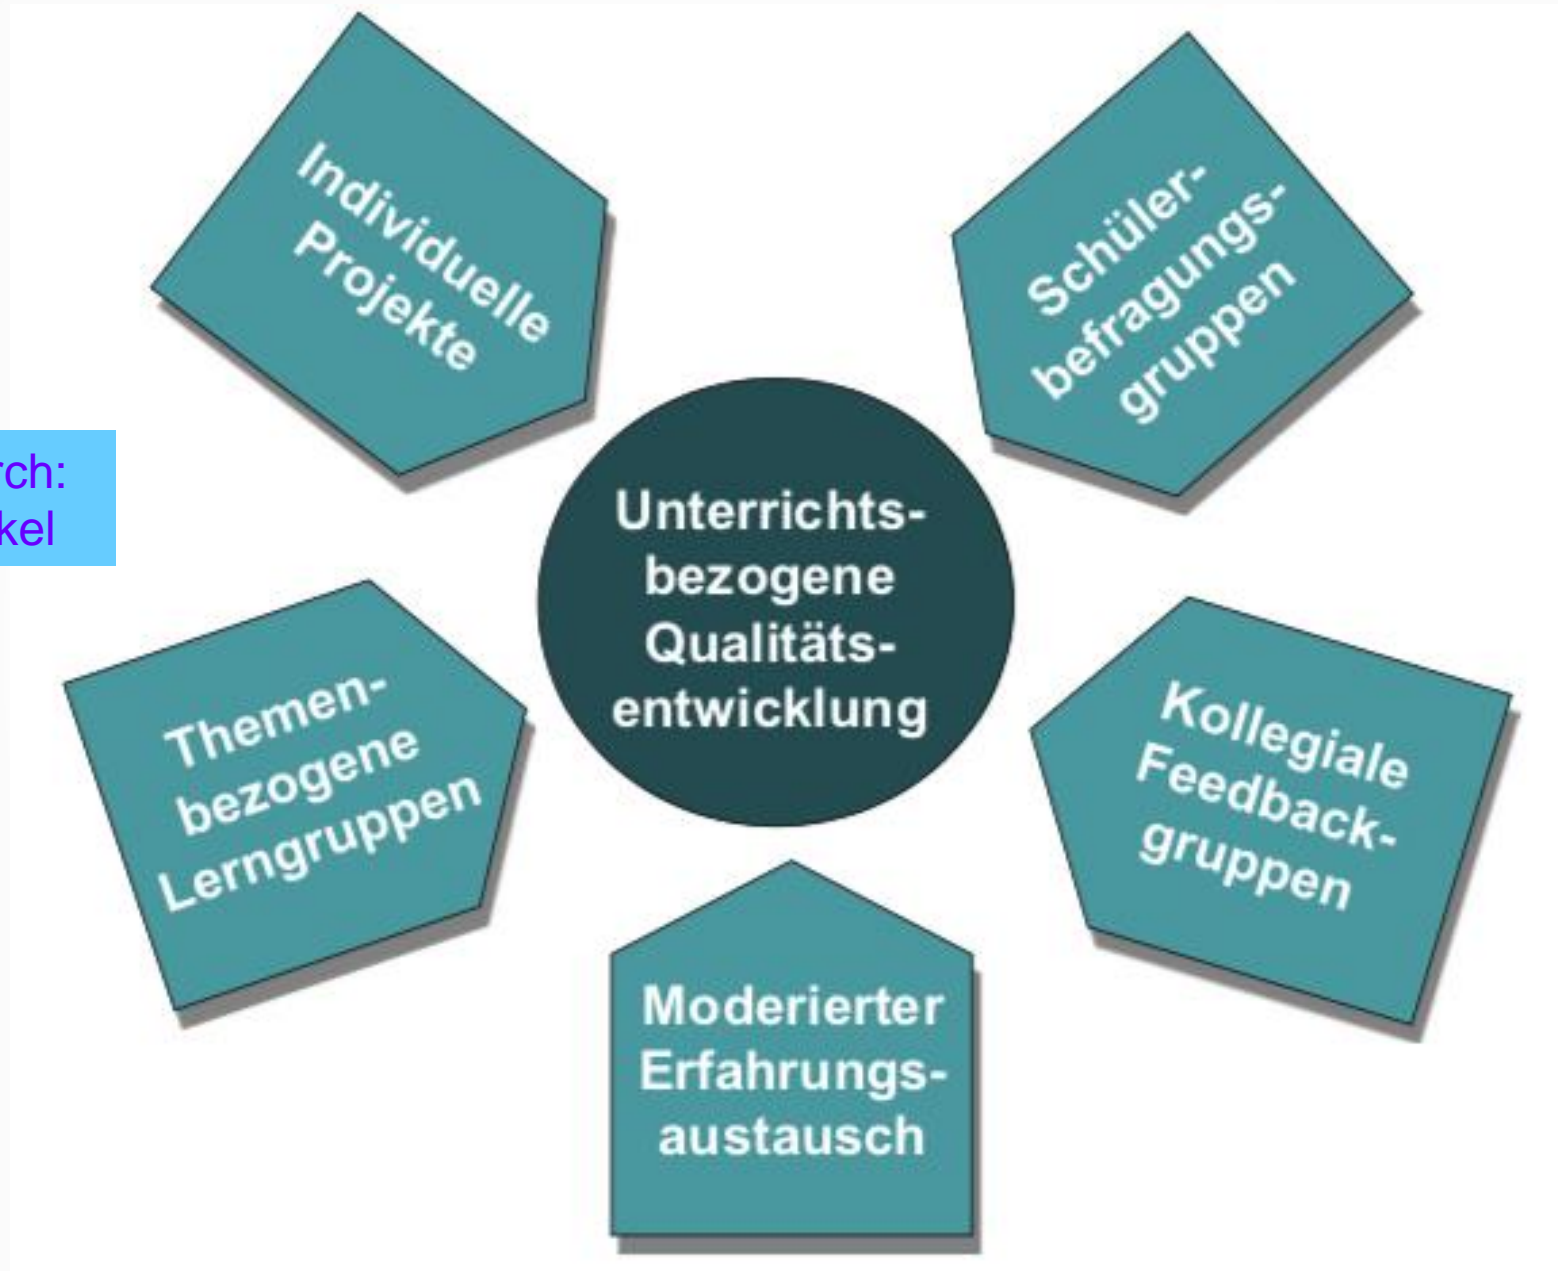 Individuelle
Projekte
Schüler-
befragungs-
gruppen
rch:
kel
Unterrichts-
bezogene
Qualitäts-
entwicklung
Themen-
bezogene
Lerngruppen
Kollegiale
Feedback-
gruppen
Moderierter
Erfahrungs-
austausch